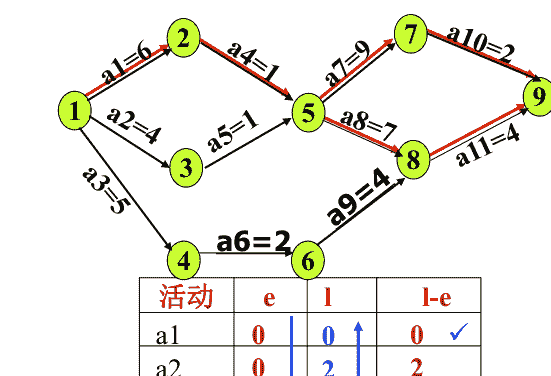 2
7
a1=6
a4=1
a7=9
a10=2
1
5
9
a2=4
a5=1
a8=7
a11=4
3
8
a3=5
a9=4
a6=2
4
6
活动 e l l-e
a1 0 0 0 ✓
a2 0 2 2